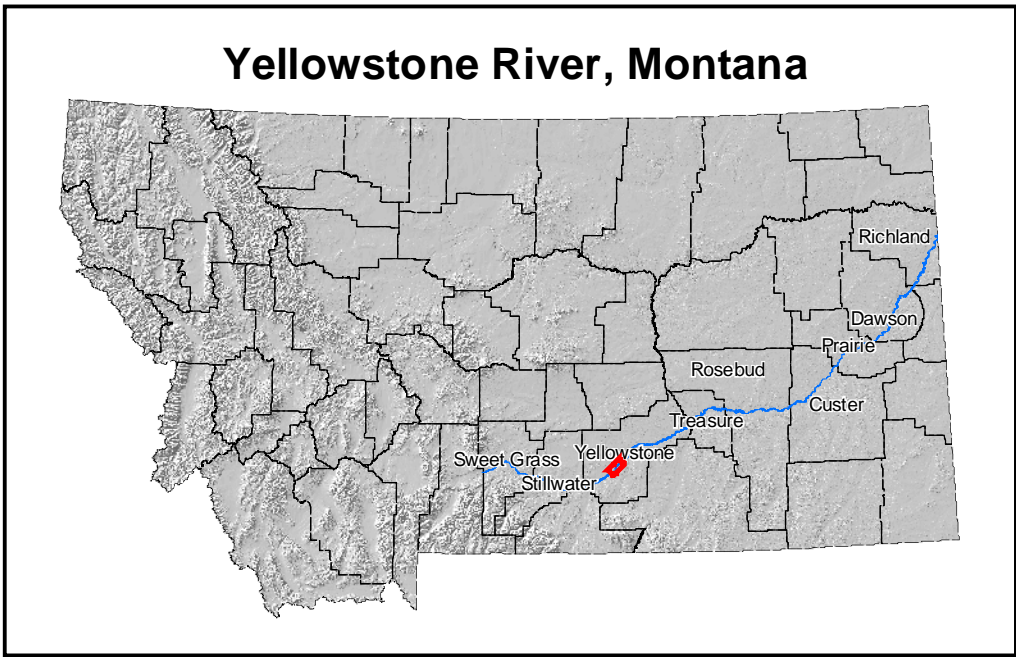 Yellowstone River, Montana
Richland
Dawson
Prairie
Rosebud
Custer
Treasure
Yellowstone
Sweet Grass
Stillwater